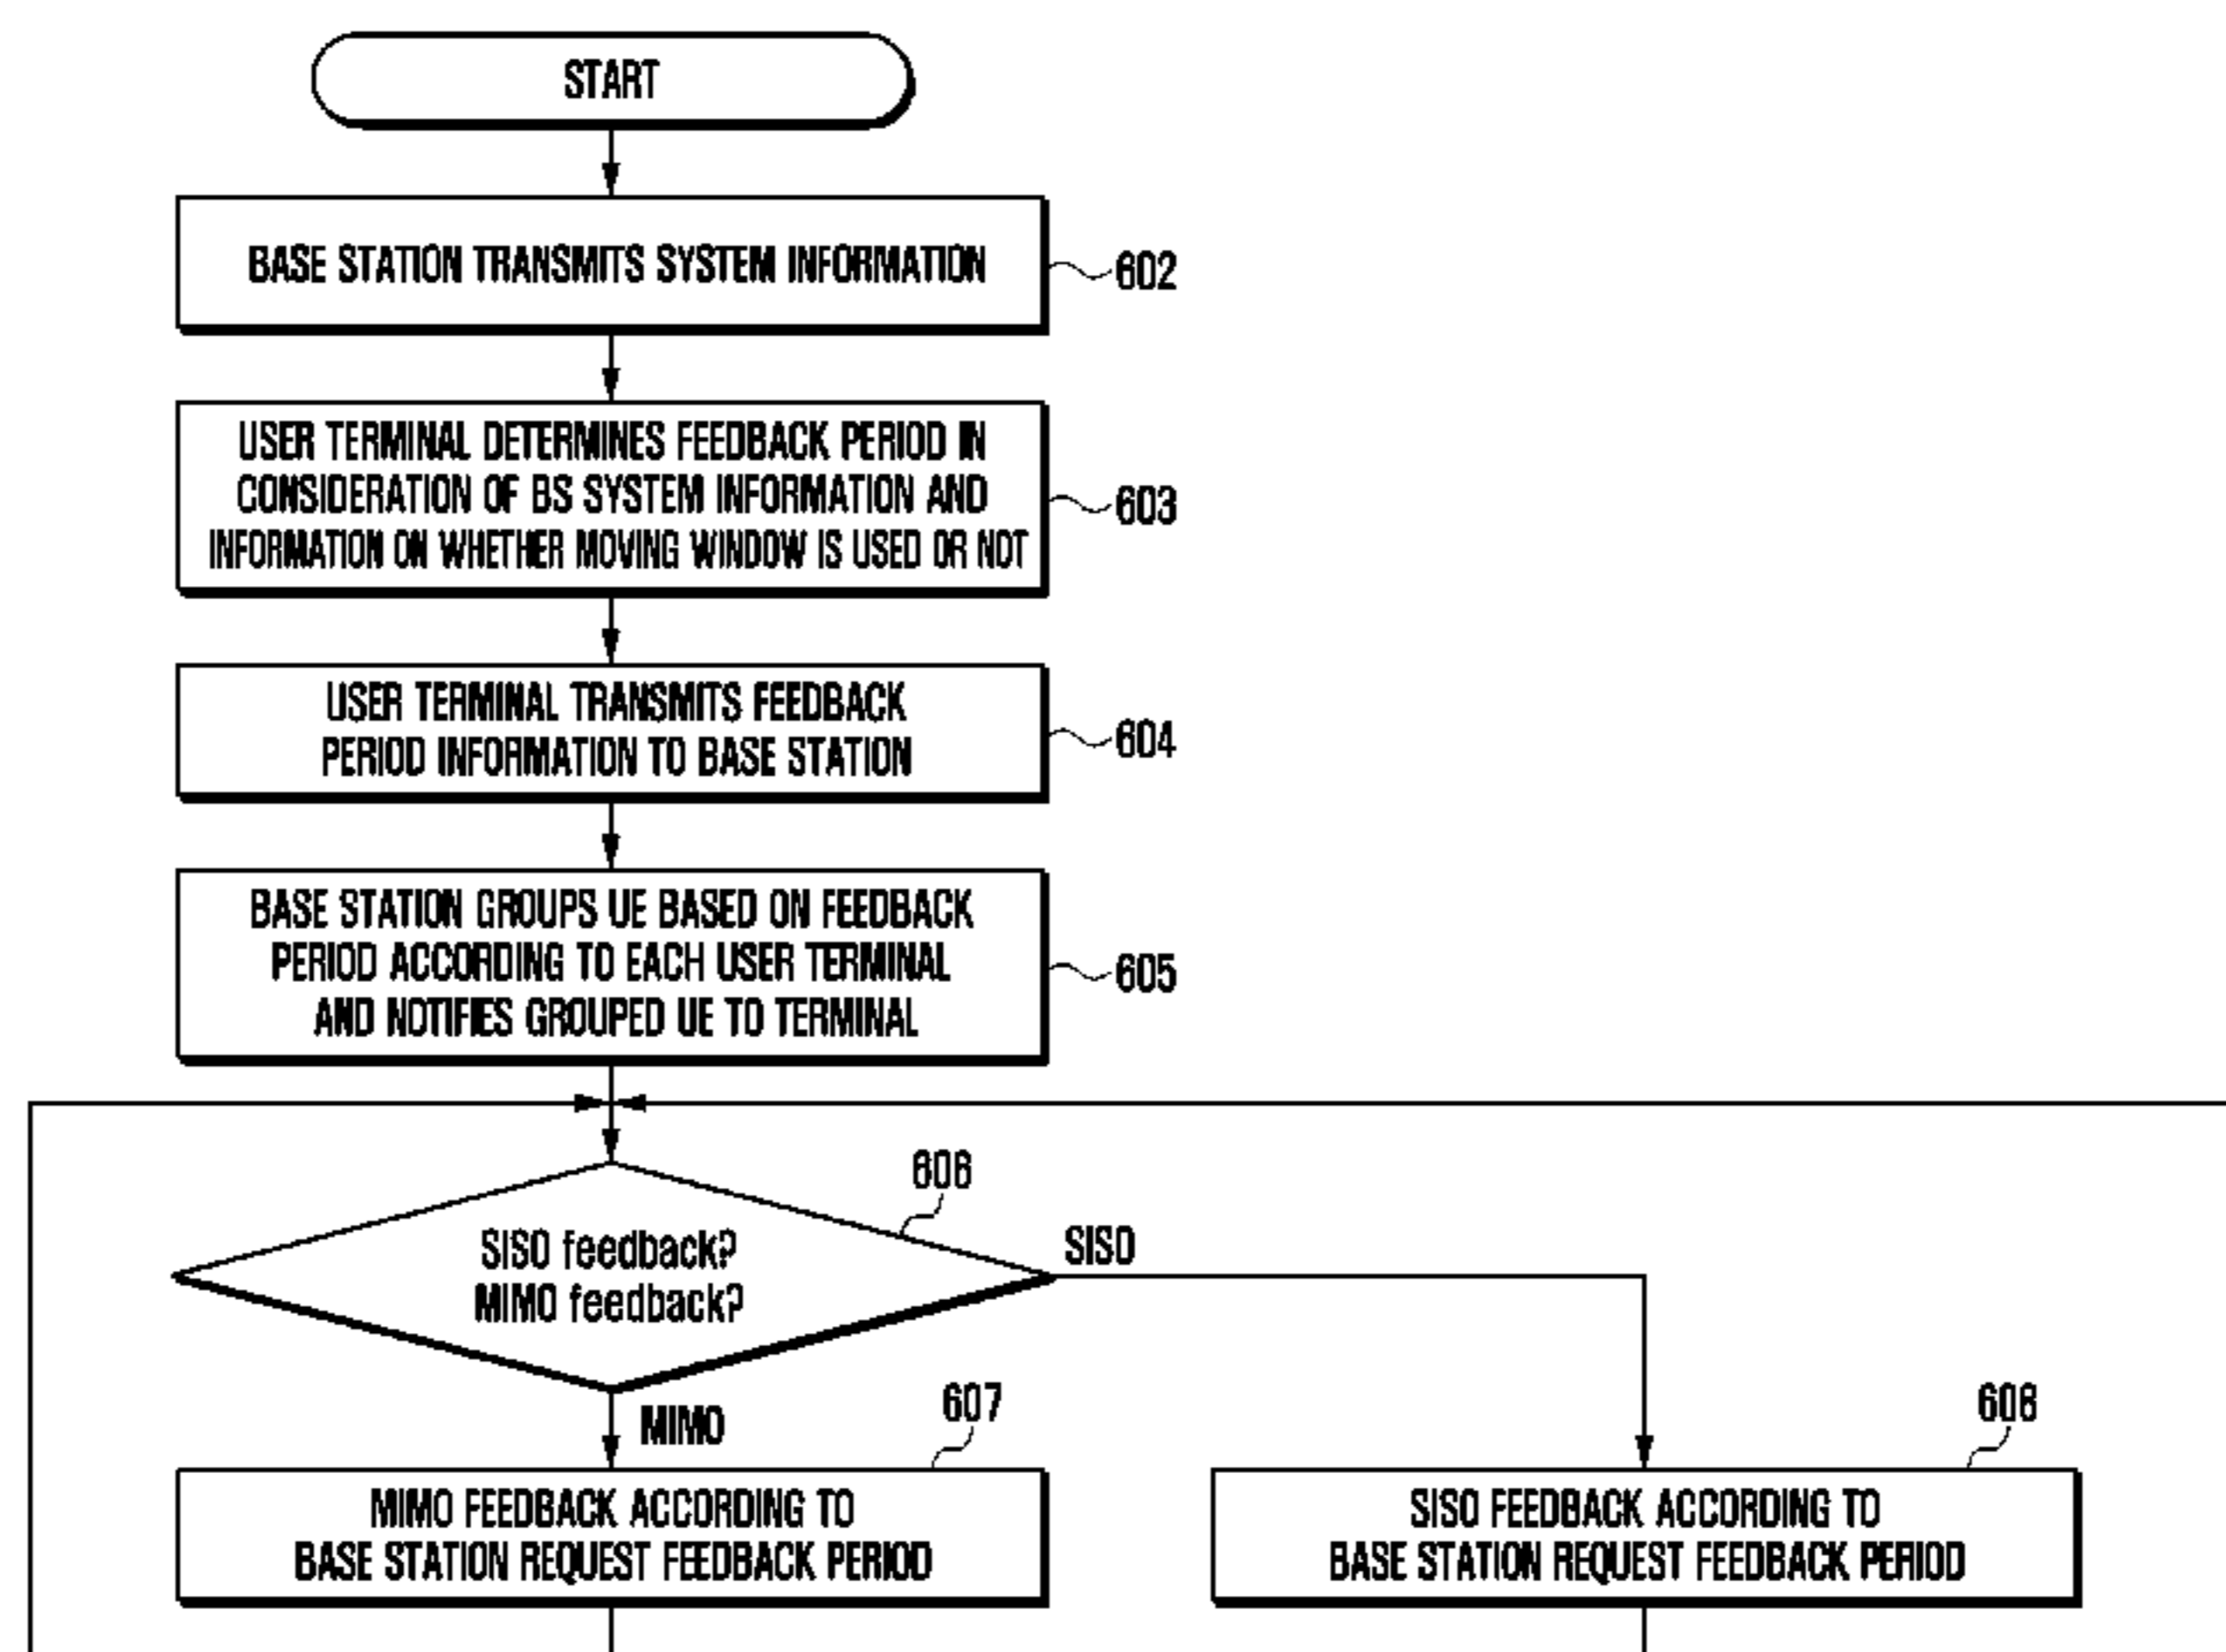 START
BASE STATION TRANSMITS SYSTEM INFORMATION
602
USER TERMINAL DETERMINES FEEDBACK PERIOD IN
CONSIDERATION OF BS SYSTEM INFORMATION AND
INFORMATION ON WHETHER MOVING WINDOW IS USED OR NOT
603
USER TERMINAL TRANSMITS FEEDBACK
PERIOD INFORMATION TO BASE STATION
604
BASE STATION GROUPS UE BASED ON FEEDBACK
PERIOD ACCORDING TO EACH USER TERMINAL
AND NOTIFIES GROUPED UE TO TERMINAL
605
606
SISO feedback?
MIMO feedback?
SISO
MIMO
607
MIMO FEEDBACK ACCORDING TO
BASE STATION REQUEST FEEDBACK PERIOD
608
SISO FEEDBACK ACCORDING TO
BASE STATION REQUEST FEEDBACK PERIOD